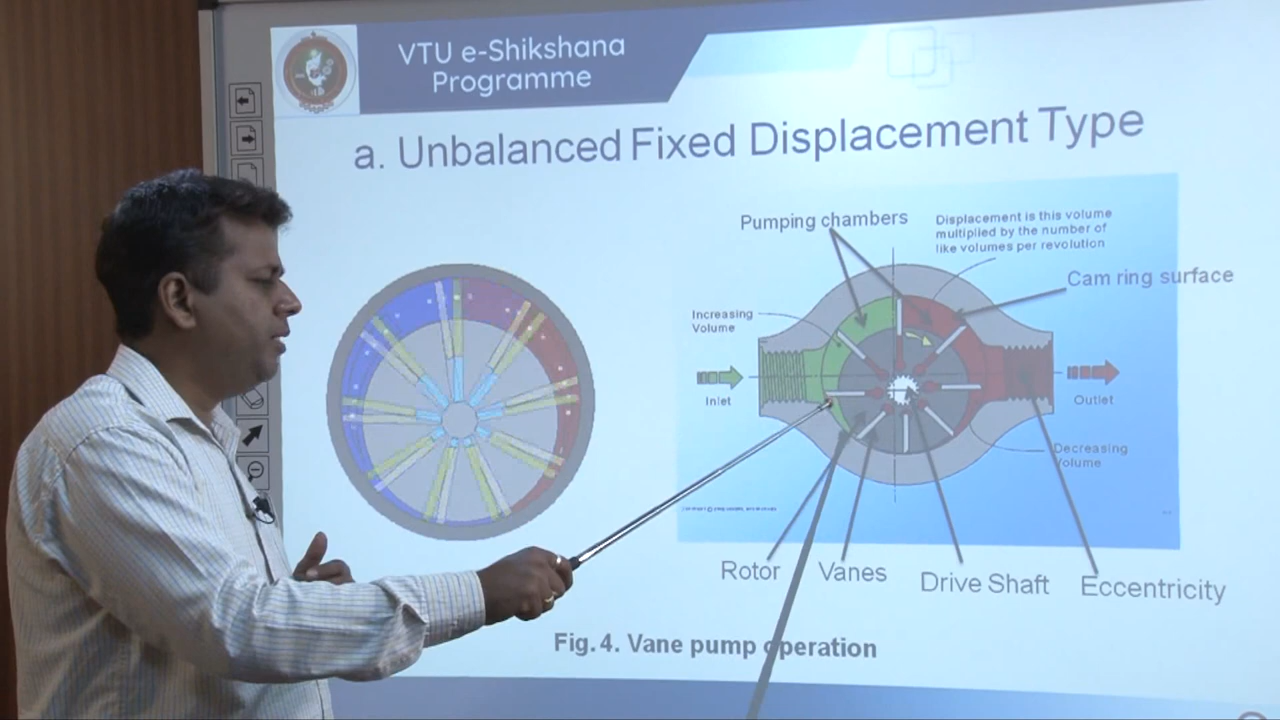 VTU e-Shikshana
Programme
a. Unbalanced Fixed Displacement Type
Pumping chambers
Displacement is this volume
multiplied by the number of
like volumes per revolution
Cam ring surface
Increasing
Volume
Inlet
Outlet
Decreasing
Volume
Rotor
Vanes
Drive Shaft
Eccentricity
Fig. 4. Vane pump operation